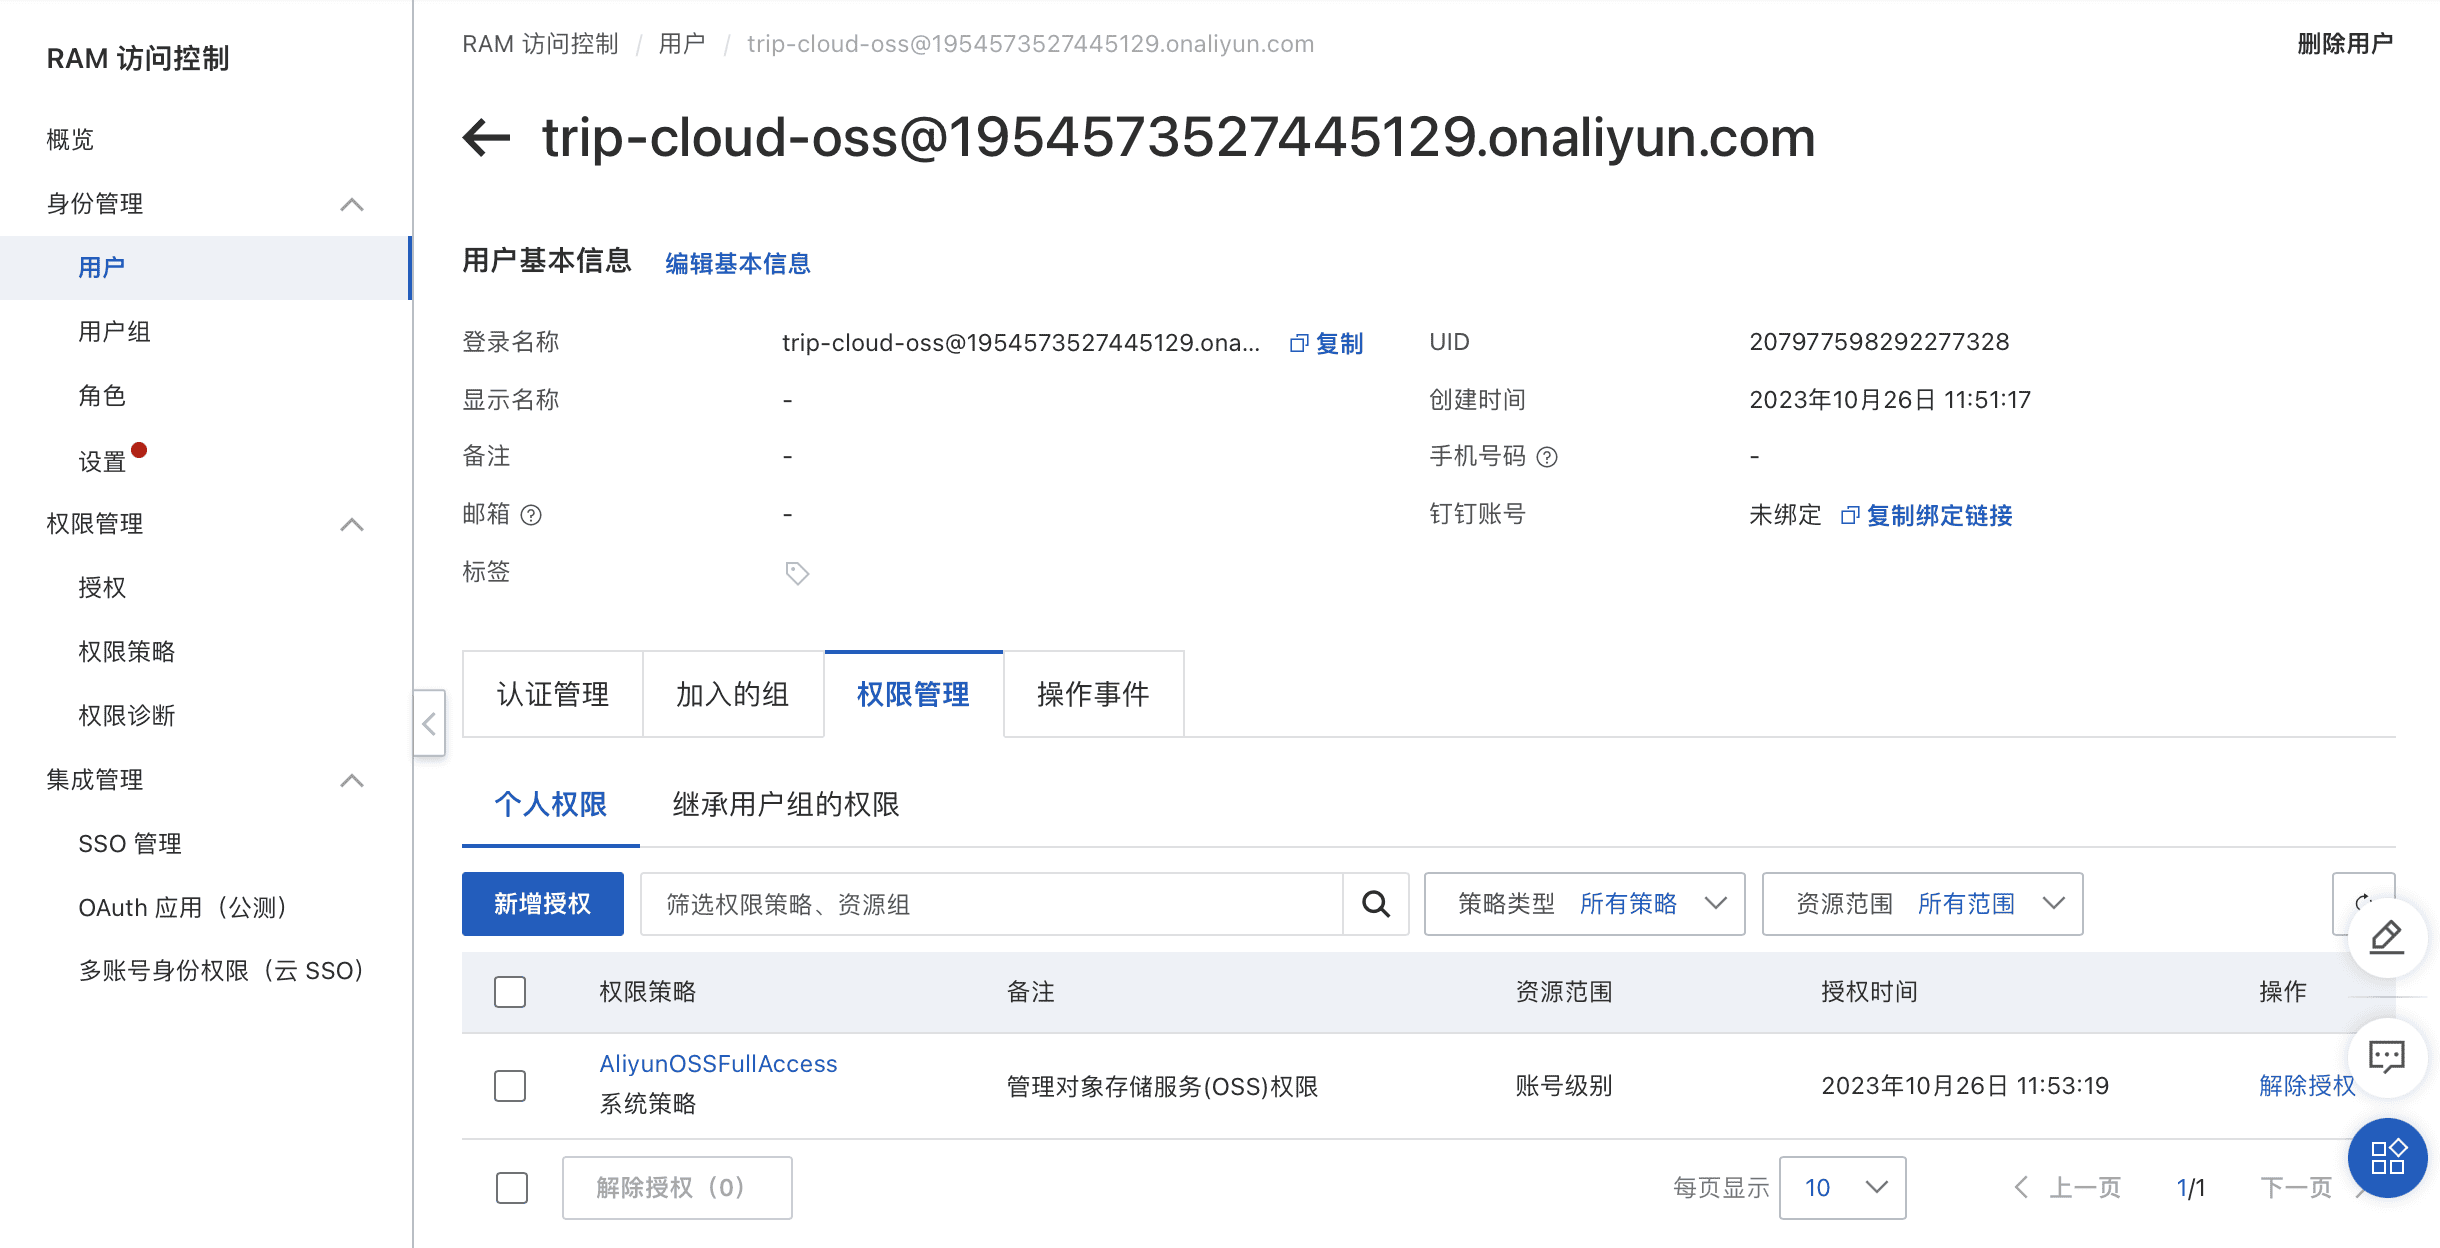 RAM 访问控制
概览
身份管理
用户
用户组
角色
设置
权限管理
授权
权限策略
权限诊断
集成管理
SSO 管理
OAuth 应用（公测）
多账号身份权限（云 SSO）
RAM 访问控制 / 用户 / trip-cloud-oss@1954573527445129.onaliyun.com
删除用户
trip-cloud-oss@1954573527445129.onaliyun.com
用户基本信息 编辑基本信息
登录名称 trip-cloud-oss@1954573527445129.ona... 复制 UID 207977598292277328
显示名称 - 创建时间 2023年10月26日 11:51:17
备注 - 手机号码 -
邮箱 - 钉钉账号 未绑定 复制绑定链接
标签
认证管理 加入的组 权限管理 操作事件
个人权限 继承用户组的权限
新增授权 筛选权限策略、资源组 策略类型 所有策略 资源范围 所有范围
权限策略 备注 资源范围 授权时间 操作
AliyunOSSFullAccess
系统策略 管理对象存储服务(OSS)权限 账号级别 2023年10月26日 11:53:19 解除授权
解除授权（0） 每页显示 10 上一页 1/1 下一页